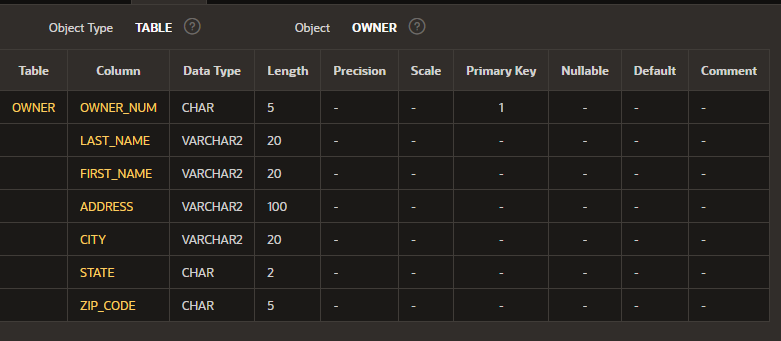 Object Type TABLE ? Object OWNER ?
Table Column Data Type Length Precision Scale Primary Key Nullable Default Comment
OWNER OWNER_NUM CHAR 5 - - 1 - - -
LAST_NAME VARCHAR2 20 - - - - - -
FIRST_NAME VARCHAR2 20 - - - - - -
ADDRESS VARCHAR2 100 - - - - - -
CITY VARCHAR2 20 - - - - - -
STATE CHAR 2 - - - - - -
ZIP_CODE CHAR 5 - - - - - -